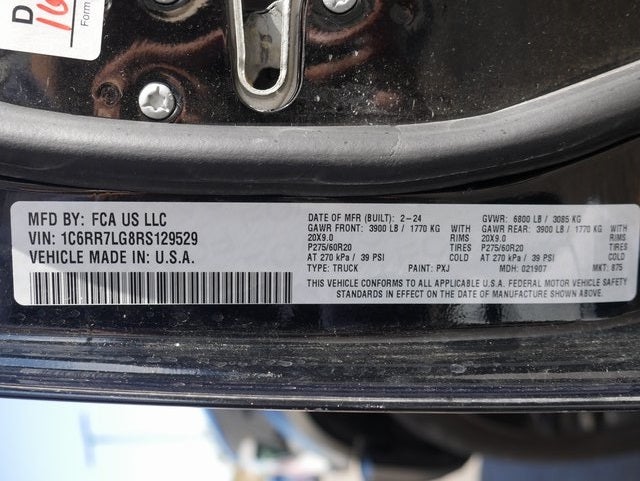 D
16
Form
MFD BY: FCA US LLC
VIN: 1C6RR7LG8RS129529
VEHICLE MADE IN: U.S.A.
DATE OF MFR (BUILT): 2-24 GVWR: 6800 LB / 3085 KG
GAWR FRONT: 3900 LB / 1770 KG GAWR REAR: 3900 LB / 1770 KG
20X9.0 RIMS 20X9.0 RIMS
P275/60R20 TIRES P275/60R20 TIRES
AT 270 kPa / 39 PSI COLD AT 270 kPa / 39 PSI COLD
TYPE: TRUCK PAINT: PXJ MDH: 021907 MKT: 875
THIS VEHICLE CONFORMS TO ALL APPLICABLE U.S.A. FEDERAL MOTOR VEHICLE SAFETY
STANDARDS IN EFFECT ON THE DATE OF MANUFACTURE SHOWN ABOVE.